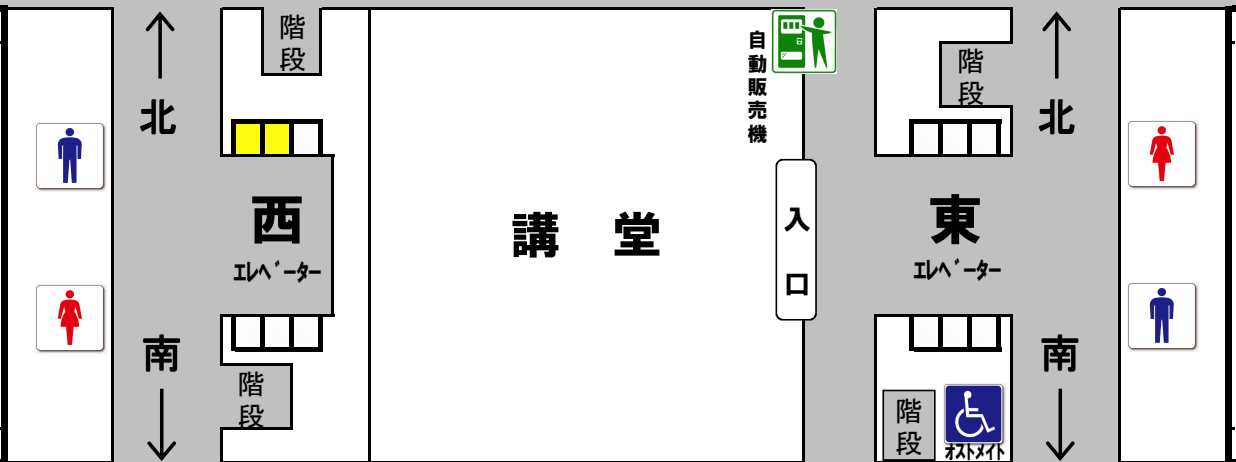 階段
北
西
エレベーター
南
階段
講堂
自動販売機
入口
階段
北
東
エレベーター
南
階段
オストメイト